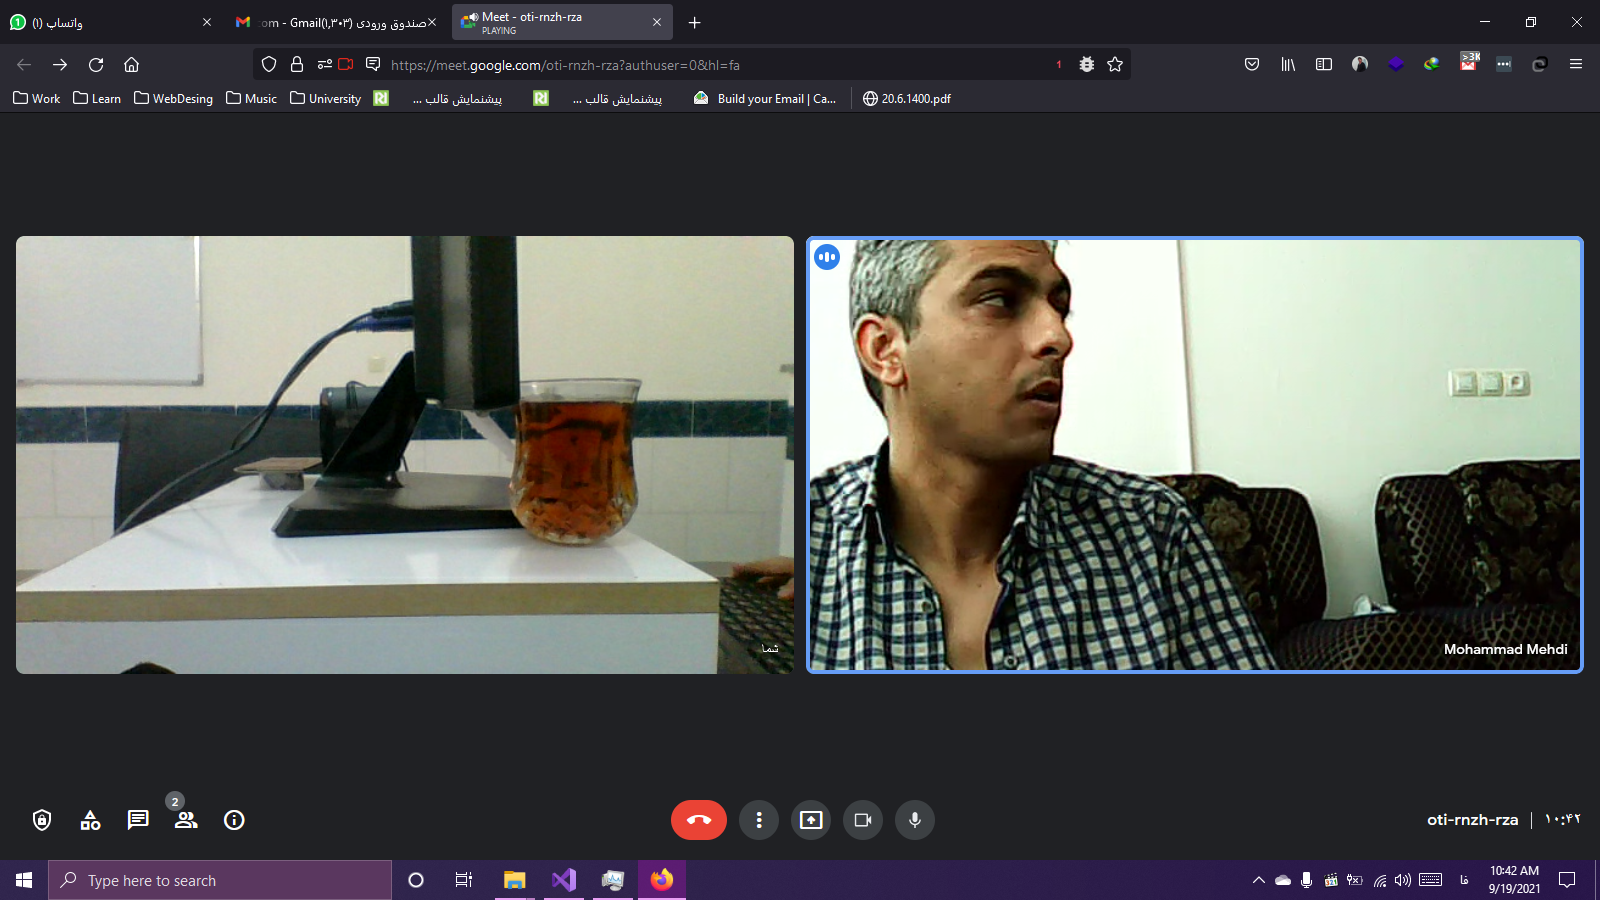 واتساب (۱)
صندوق ورودی (۱,۳۰۳) com - Gmail
Meet - oti-rnzh-rza
PLAYING
https://meet.google.com/oti-rnzh-rza?authuser=0&hl=fa
1
>3K
Work
Learn
WebDesing
Music
University
پیشنمایش قالب ...
پیشنمایش قالب ...
Build your Email | Ca...
20.6.1400.pdf
شما
Mohammad Mehdi
2
oti-rnzh-rza | ۱۰:۴۲
Type here to search
فا
10:42 AM
9/19/2021